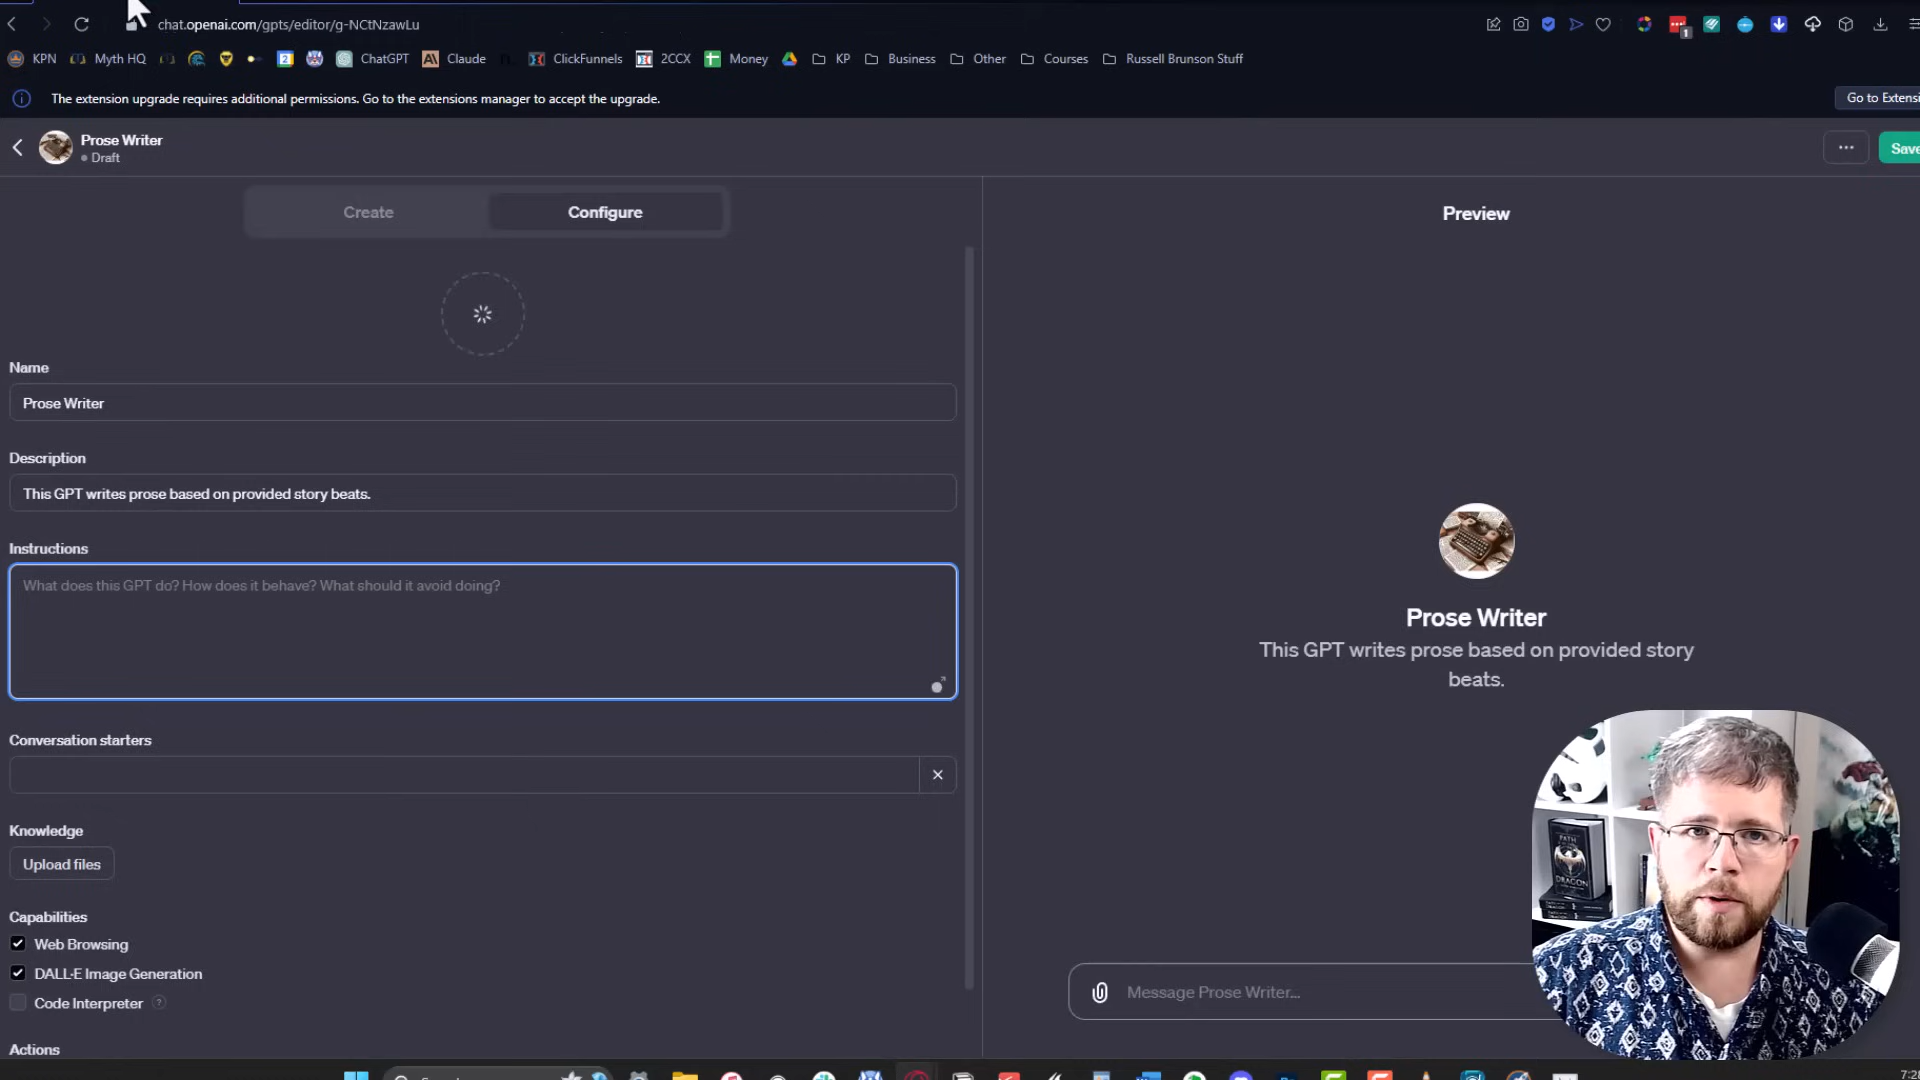 chat.openai.com/gpts/editor/g-NCtNzawLu
KPN Myth HQ 2 ChatGPT Claude ClickFunnels 2CCX Money KP Business Other Courses Russell Brunson Stuff
The extension upgrade requires additional permissions. Go to the extensions manager to accept the upgrade.
Go to Extensi
Prose Writer
Draft
Save
Create Configure
Preview
Name
Prose Writer
Description
This GPT writes prose based on provided story beats.
Instructions
What does this GPT do? How does it behave? What should it avoid doing?
Conversation starters
Knowledge
Upload files
Capabilities
Web Browsing
DALL·E Image Generation
Code Interpreter ?
Actions
Prose Writer
This GPT writes prose based on provided story
beats.
Message Prose Writer...
PATH
DRAGON